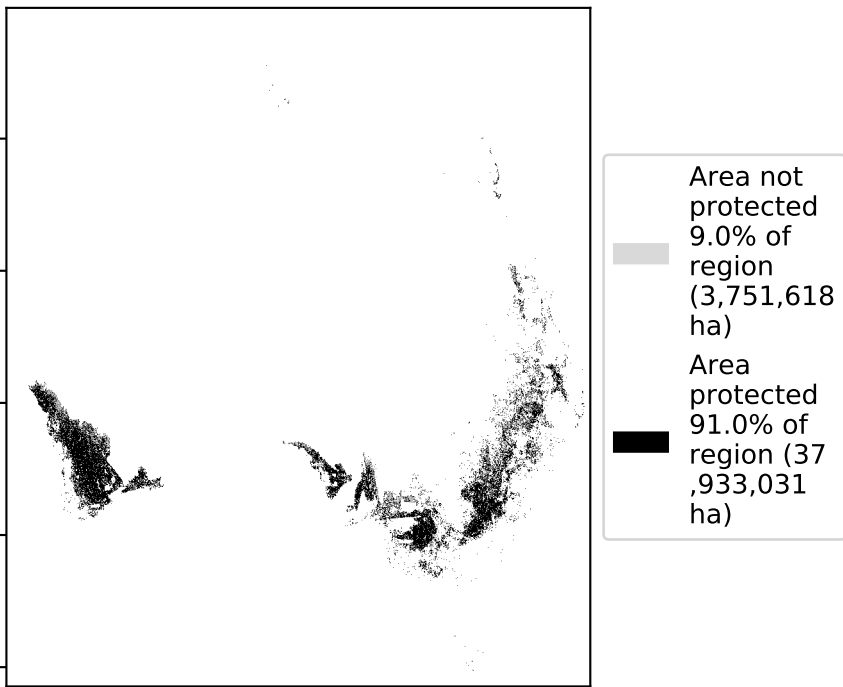 Area not
protected
9.0% of
region
(3,751,618
ha)
Area
protected
91.0% of
region (37
,933,031
ha)